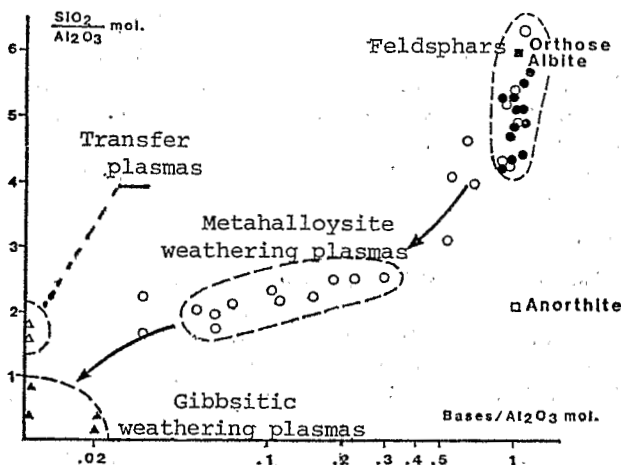 SiO2
Al2O3 mol.
6
5
4
3
2
1
Feldsphars
Orthose
Albite
Transfer
plasmas
Metahalloysite
weathering plasmas
Anorthite
Gibbsitic
weathering plasmas
Bases/Al2O3 mol.
.02 .1 .2 .3 .4 .5 1